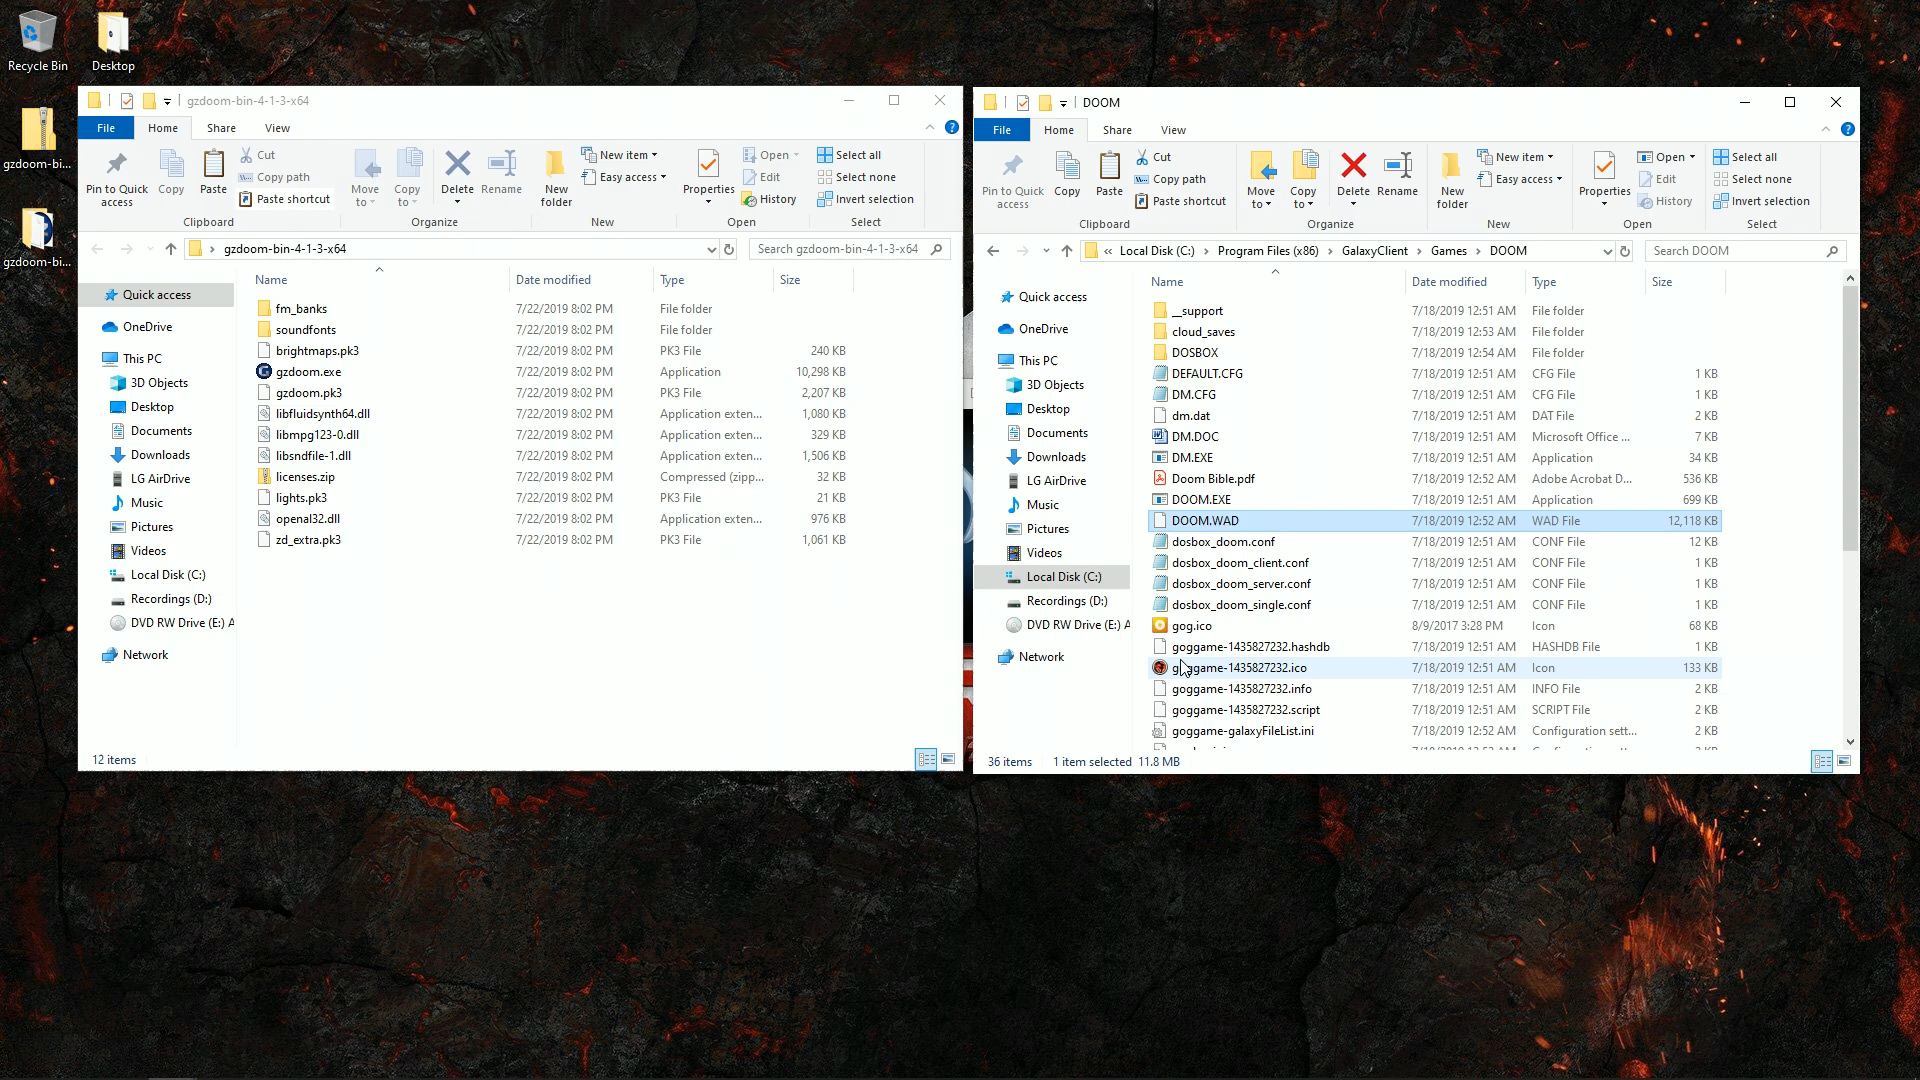 Recycle Bin
Desktop
gzdoom-bi...
gzdoom-bi...
gzdoom-bin-4-1-3-x64
File Home Share View
Pin to Quick access
Copy
Paste
Cut
Copy path
Paste shortcut
Clipboard
Move to
Copy to
Delete
Rename
Organize
New folder
New item
Easy access
New
Properties
Open
Edit
History
Open
Select all
Select none
Invert selection
Select
gzdoom-bin-4-1-3-x64
Search gzdoom-bin-4-1-3-x64
Quick access
OneDrive
This PC
3D Objects
Desktop
Documents
Downloads
LG AirDrive
Music
Pictures
Videos
Local Disk (C:)
Recordings (D:)
DVD RW Drive (E:) A
Network
Name Date modified Type Size
fm_banks 7/22/2019 8:02 PM File folder
soundfonts 7/22/2019 8:02 PM File folder
brightmaps.pk3 7/22/2019 8:02 PM PK3 File 240 KB
gzdoom.exe 7/22/2019 8:02 PM Application 10,298 KB
gzdoom.pk3 7/22/2019 8:02 PM PK3 File 2,207 KB
libfluidsynth64.dll 7/22/2019 8:02 PM Application exten... 1,080 KB
libmpg123-0.dll 7/22/2019 8:02 PM Application exten... 329 KB
libsndfile-1.dll 7/22/2019 8:02 PM Application exten... 1,506 KB
licenses.zip 7/22/2019 8:02 PM Compressed (zipp... 32 KB
lights.pk3 7/22/2019 8:02 PM PK3 File 21 KB
openal32.dll 7/22/2019 8:02 PM Application exten... 976 KB
zd_extra.pk3 7/22/2019 8:02 PM PK3 File 1,061 KB
12 items
DOOM
File Home Share View
Pin to Quick access
Copy
Paste
Cut
Copy path
Paste shortcut
Clipboard
Move to
Copy to
Delete
Rename
Organize
New folder
New item
Easy access
New
Properties
Open
Edit
History
Open
Select all
Select none
Invert selection
Select
« Local Disk (C:) > Program Files (x86) > GalaxyClient > Games > DOOM
Search DOOM
Quick access
OneDrive
This PC
3D Objects
Desktop
Documents
Downloads
LG AirDrive
Music
Pictures
Videos
Local Disk (C:)
Recordings (D:)
DVD RW Drive (E:) A
Network
Name Date modified Type Size
__support 7/18/2019 12:51 AM File folder
cloud_saves 7/18/2019 12:53 AM File folder
DOSBOX 7/18/2019 12:54 AM File folder
DEFAULT.CFG 7/18/2019 12:51 AM CFG File 1 KB
DM.CFG 7/18/2019 12:51 AM CFG File 1 KB
dm.dat 7/18/2019 12:51 AM DAT File 2 KB
DM.DOC 7/18/2019 12:51 AM Microsoft Office ... 7 KB
DM.EXE 7/18/2019 12:51 AM Application 34 KB
Doom Bible.pdf 7/18/2019 12:52 AM Adobe Acrobat D... 536 KB
DOOM.EXE 7/18/2019 12:51 AM Application 699 KB
DOOM.WAD 7/18/2019 12:52 AM WAD File 12,118 KB
dosbox_doom.conf 7/18/2019 12:51 AM CONF File 12 KB
dosbox_doom_client.conf 7/18/2019 12:51 AM CONF File 1 KB
dosbox_doom_server.conf 7/18/2019 12:51 AM CONF File 1 KB
dosbox_doom_single.conf 7/18/2019 12:51 AM CONF File 1 KB
gog.ico 8/9/2017 3:28 PM Icon 68 KB
goggame-1435827232.hashdb 7/18/2019 12:51 AM HASHDB File 1 KB
goggame-1435827232.ico 7/18/2019 12:51 AM Icon 133 KB
goggame-1435827232.info 7/18/2019 12:51 AM INFO File 2 KB
goggame-1435827232.script 7/18/2019 12:51 AM SCRIPT File 2 KB
goggame-galaxyFileList.ini 7/18/2019 12:52 AM Configuration sett... 2 KB
36 items 1 item selected 11.8 MB